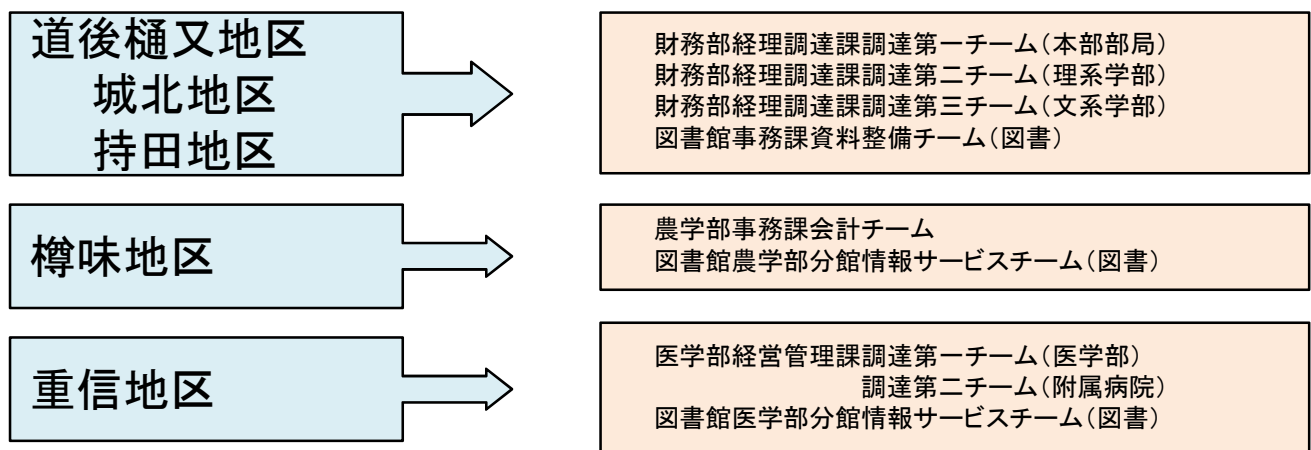 道後樋又地区
城北地区
持田地区
財務部経理調達課調達第一チーム(本部部局)
財務部経理調達課調達第二チーム(理系学部)
財務部経理調達課調達第三チーム(文系学部)
図書館事務課資料整備チーム(図書)
樽味地区
農学部事務課会計チーム
図書館農学部分館情報サービスチーム(図書)
重信地区
医学部経営管理課調達第一チーム(医学部)
調達第二チーム(附属病院)
図書館医学部分館情報サービスチーム(図書)